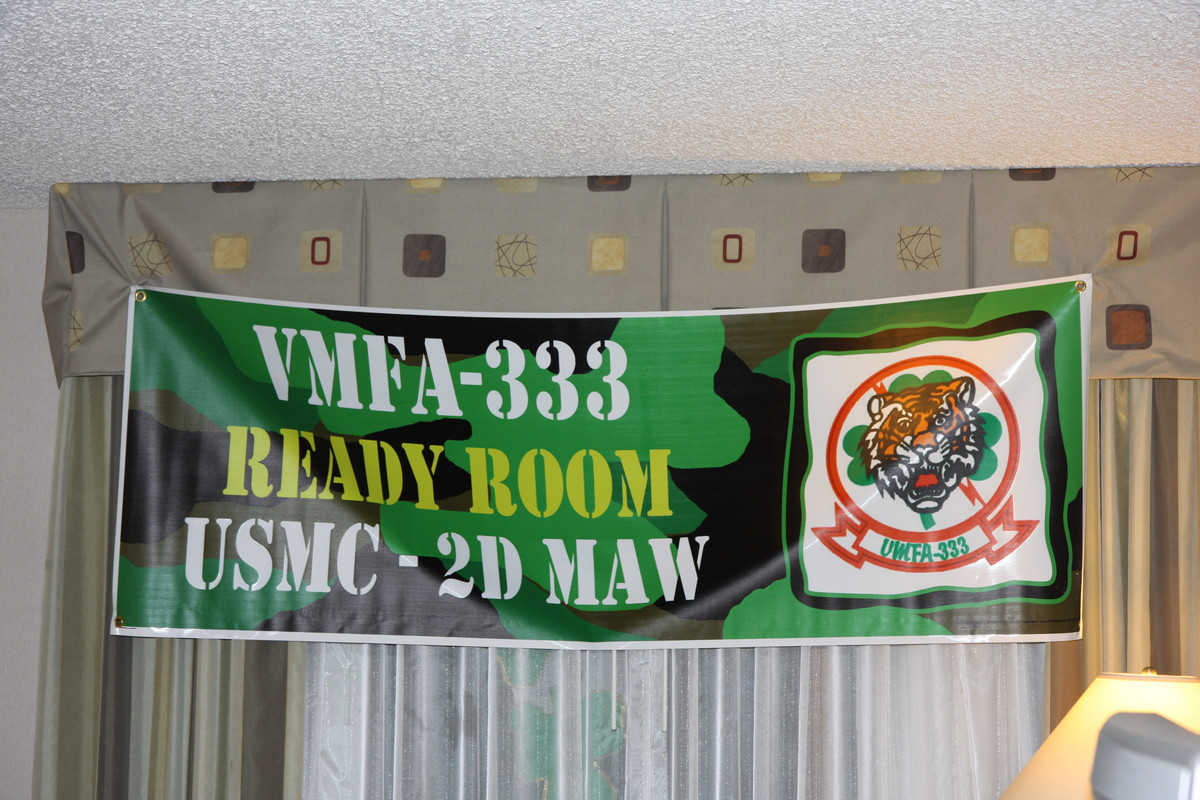 VMFA-333
READY ROOM
USMC - 2D MAW
VMFA-333